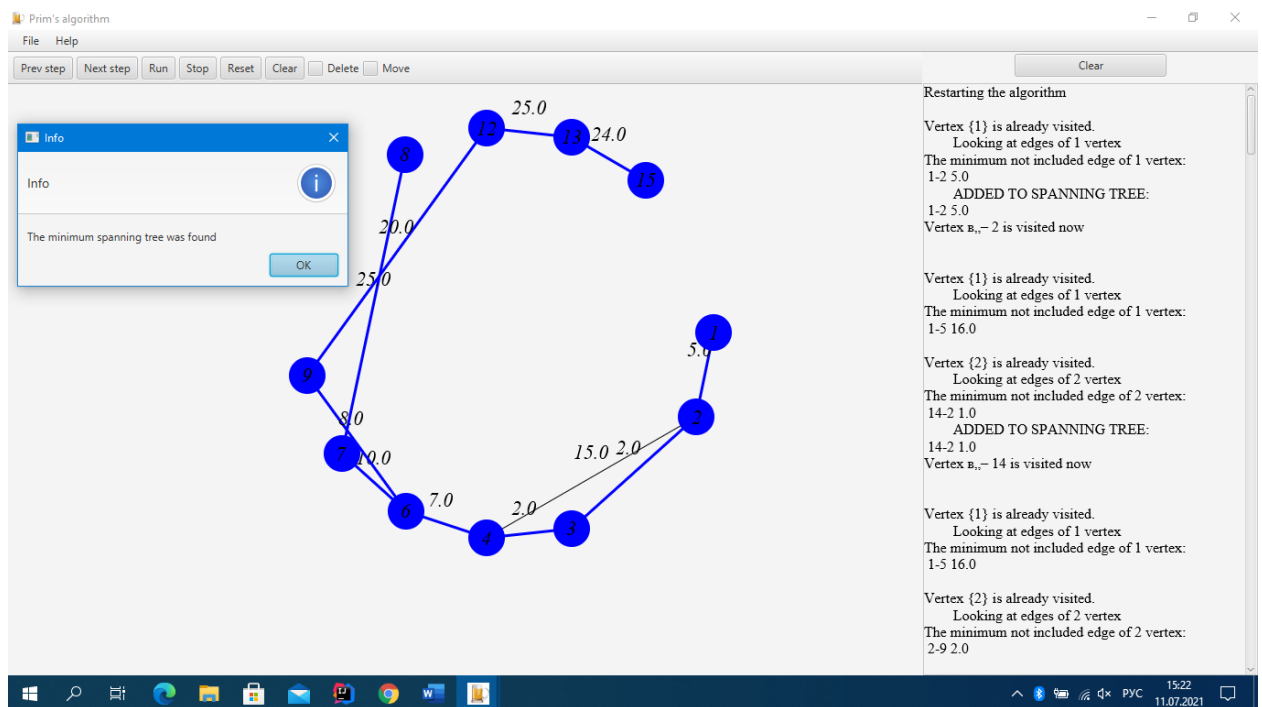 Prim's algorithm
File Help
Prev step Next step Run Stop Reset Clear Delete Move
Clear
Info
Info
The minimum spanning tree was found
OK
25.0
12
13
24.0
8
15
20.0
25.0
1
5.0
9
2
8.0
7
10.0
15.0
2.0
6
7.0
2.0
4
3
Restarting the algorithm
Vertex {1} is already visited.
Looking at edges of 1 vertex
The minimum not included edge of 1 vertex:
1-2 5.0
ADDED TO SPANNING TREE:
1-2 5.0
Vertex в„– 2 is visited now
Vertex {1} is already visited.
Looking at edges of 1 vertex
The minimum not included edge of 1 vertex:
1-5 16.0
Vertex {2} is already visited.
Looking at edges of 2 vertex
The minimum not included edge of 2 vertex:
14-2 1.0
ADDED TO SPANNING TREE:
14-2 1.0
Vertex в„– 14 is visited now
Vertex {1} is already visited.
Looking at edges of 1 vertex
The minimum not included edge of 1 vertex:
1-5 16.0
Vertex {2} is already visited.
Looking at edges of 2 vertex
The minimum not included edge of 2 vertex:
2-9 2.0
РУС
15:22
11.07.2021